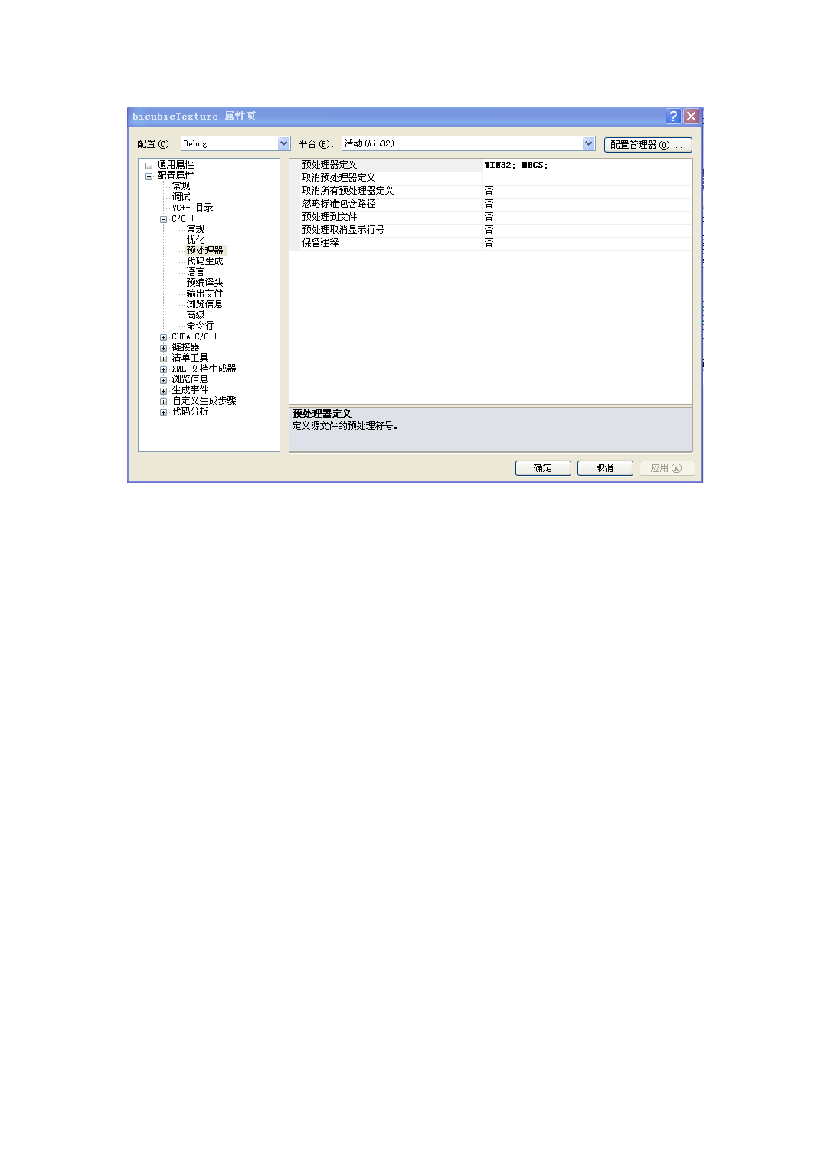 bicubicTexture 属性页
配置(C): Debug 平台(P): 活动(Win32) 配置管理器(O)...
通用属性
配置属性
常规
调试
VC++ 目录
C/C++
常规
优化
预处理器
代码生成
语言
预编译头
输出文件
浏览信息
高级
命令行
CUDA C/C++
链接器
清单工具
XML 文档生成器
浏览信息
生成事件
自定义生成步骤
代码分析
预处理器定义 WIN32; MBCS;
取消预处理器定义
取消所有预处理器定义 否
忽略标准包含路径 否
预处理到文件 否
预处理取消显示行号 否
保留注释 否
预处理器定义
定义源文件的预处理符号。
确定 取消 应用(A)